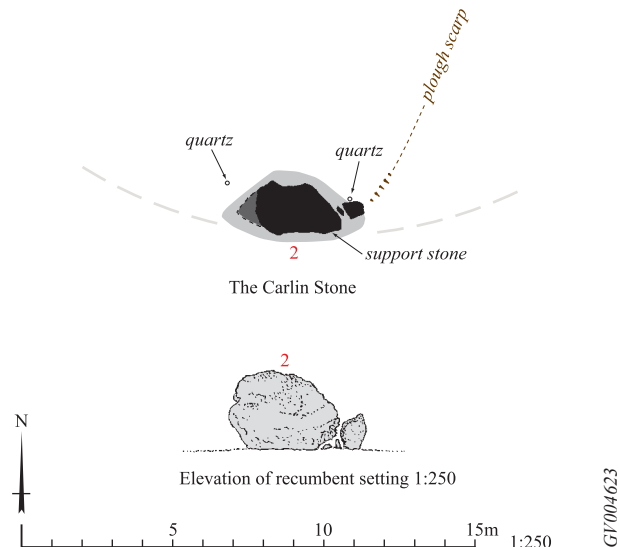 plough scarp
quartz
quartz
support stone
2
The Carlin Stone
2
N
Elevation of recumbent setting 1:250
5 10 15m 1:250
GV004623